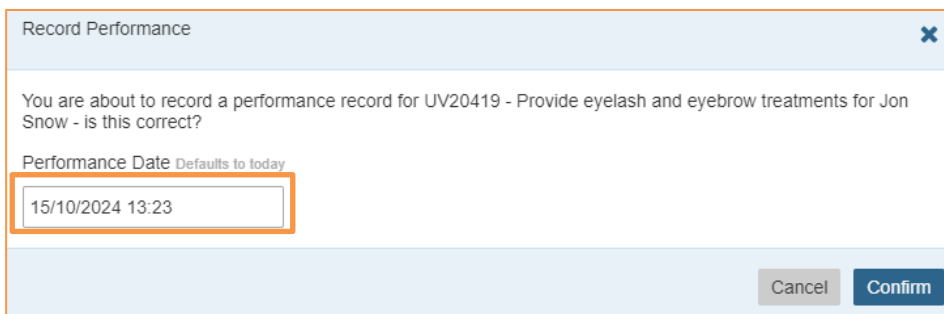 Record Performance
You are about to record a performance record for UV20419 - Provide eyelash and eyebrow treatments for Jon
Snow - is this correct?
Performance Date Defaults to today
15/10/2024 13:23
Cancel Confirm